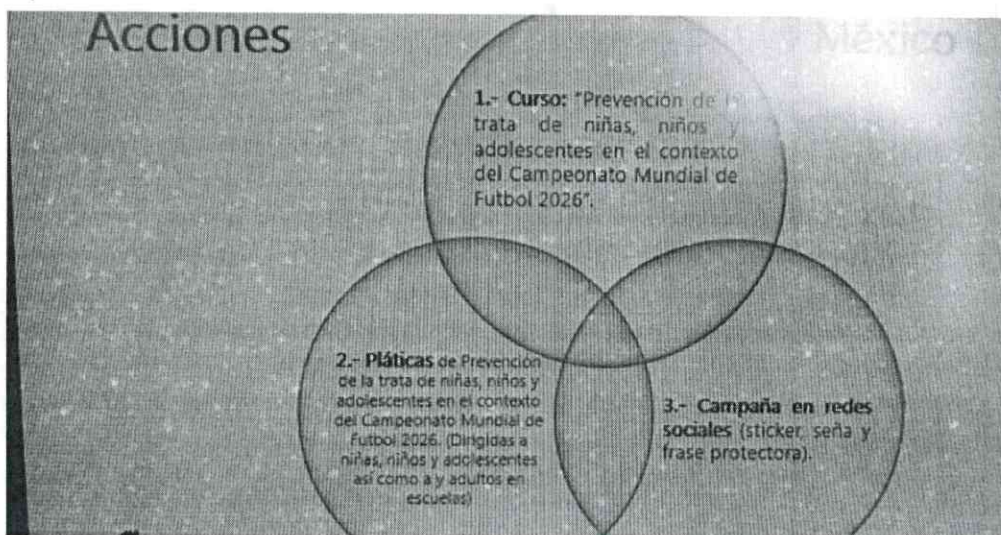 Acciones
México
1.- Curso: "Prevención de la
trata de niñas, niños y
adolescentes en el contexto
del Campeonato Mundial de
Futbol 2026".
2.- Pláticas de Prevención
de la trata de niñas, niños y
adolescentes en el contexto
del Campeonato Mundial de
Futbol 2026. (Dirigidas a
niñas, niños y adolescentes
así como a y adultos en
escuelas)
3.- Campaña en redes
sociales (sticker, seña y
frase protectora).